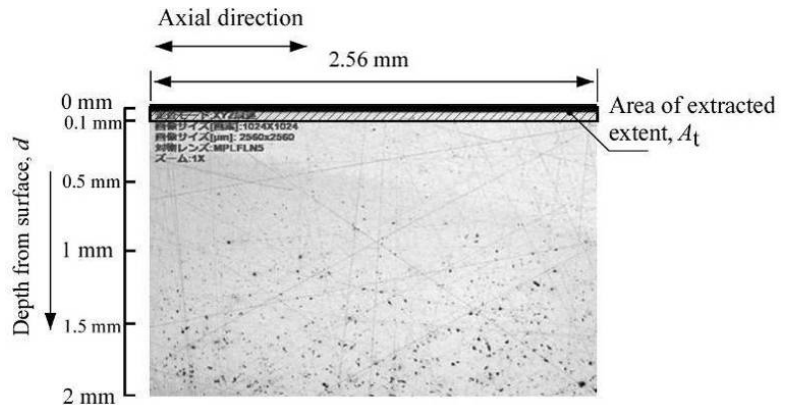 Axial direction
2.56 mm
0 mm
0.1 mm
Area of extracted
extent, At
画像サイズ[画素]:1024X1024
画像サイズ[μm]: 2560x2560
対物レンズ:MPLFLN5
ズーム:1X
0.5 mm
Depth from surface, d
1 mm
1.5 mm
2 mm